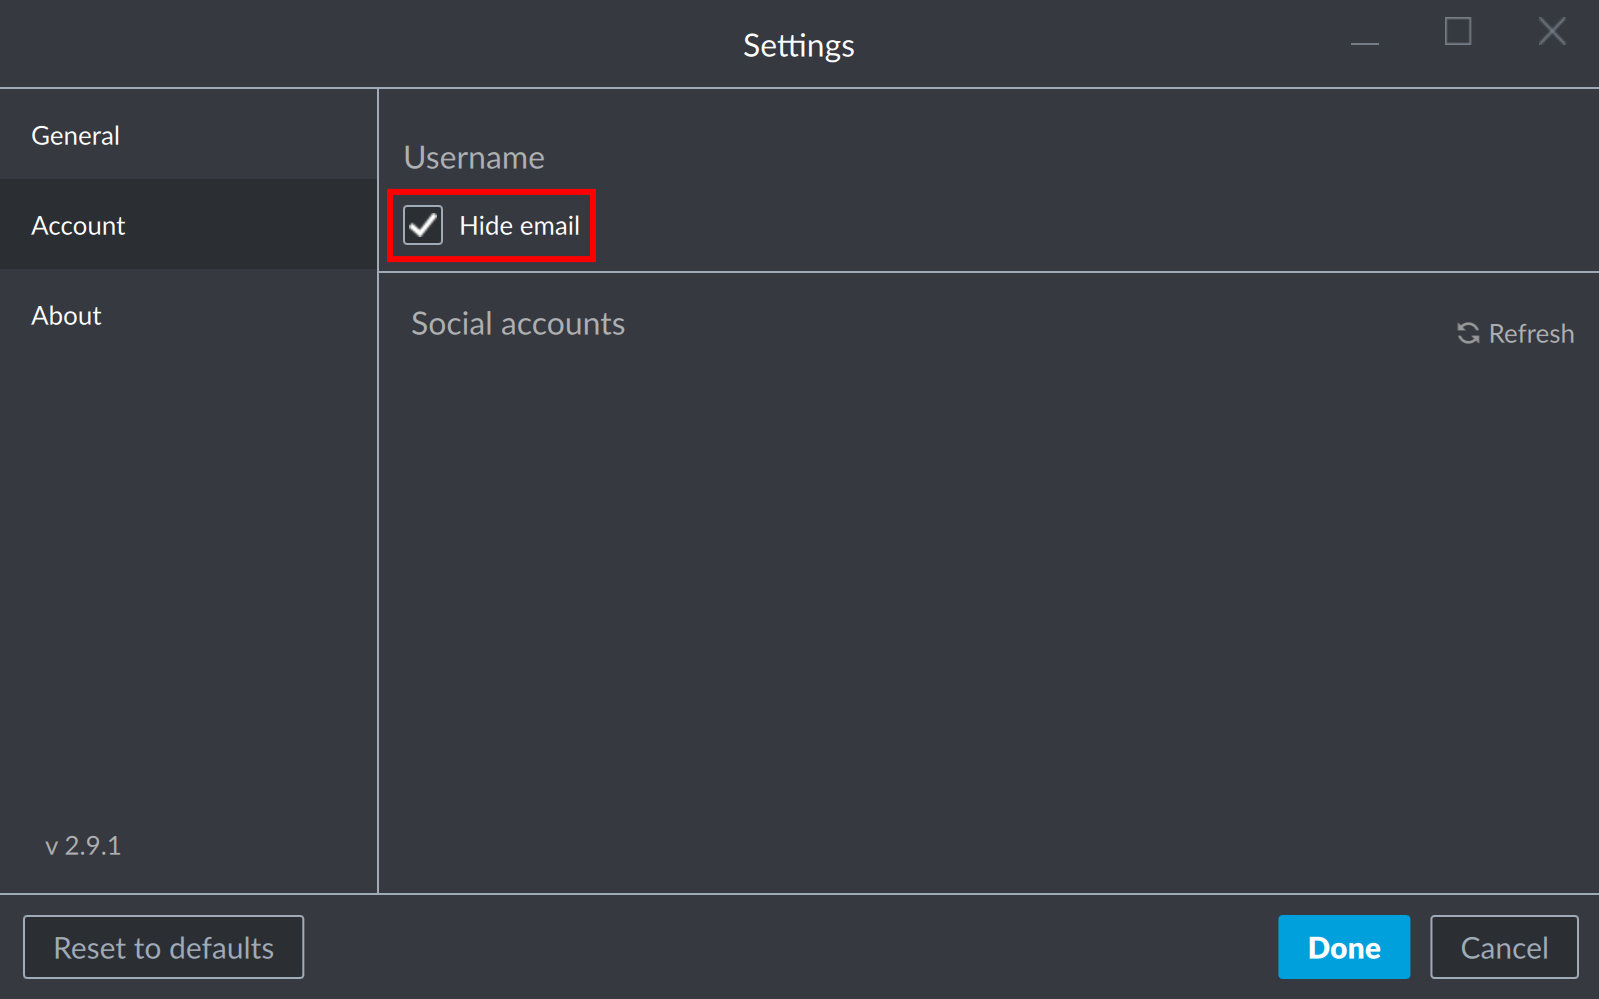 Settings
General
Account
About
v 2.9.1
Username
Hide email
Social accounts
Refresh
Reset to defaults
Done
Cancel